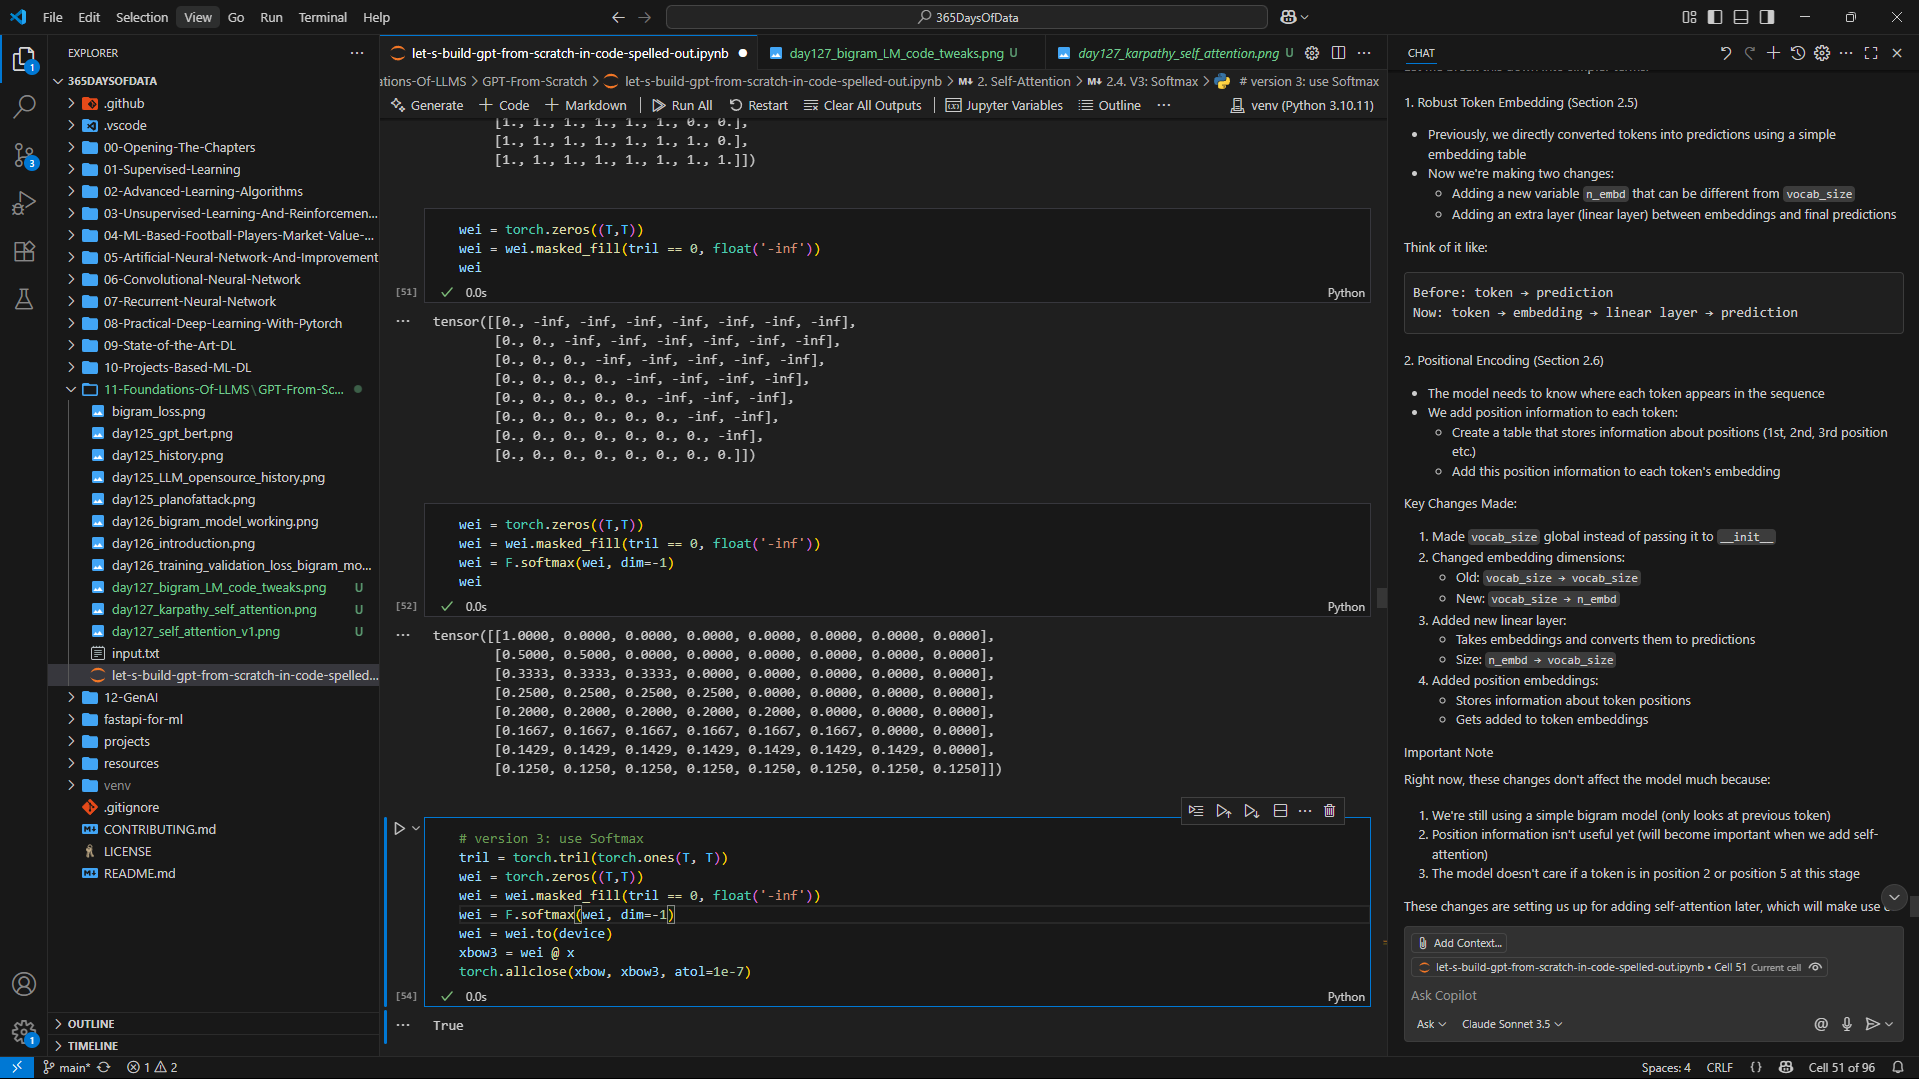 File Edit Selection View Go Run Terminal Help
365DaysOfData
EXPLORER
365DAYSOFDATA
.github
.vscode
00-Opening-The-Chapters
01-Supervised-Learning
02-Advanced-Learning-Algorithms
03-Unsupervised-Learning-And-Reinforcemen...
04-ML-Based-Football-Players-Market-Value-...
05-Artificial-Neural-Network-And-Improvement
06-Convolutional-Neural-Network
07-Recurrent-Neural-Network
08-Practical-Deep-Learning-With-Pytorch
09-State-of-the-Art-DL
10-Projects-Based-ML-DL
11-Foundations-Of-LLMS\GPT-From-Sc...
bigram_loss.png
day125_gpt_bert.png
day125_history.png
day125_LLM_opensource_history.png
day125_planofattack.png
day126_bigram_model_working.png
day126_introduction.png
day126_training_validation_loss_bigram_mo...
day127_bigram_LM_code_tweaks.png U
day127_karpathy_self_attention.png U
day127_self_attention_v1.png U
input.txt
let-s-build-gpt-from-scratch-in-code-spelled...
12-GenAI
fastapi-for-ml
projects
resources
venv
.gitignore
CONTRIBUTING.md
LICENSE
README.md
OUTLINE
TIMELINE
let-s-build-gpt-from-scratch-in-code-spelled-out.ipynb
day127_bigram_LM_code_tweaks.png U
day127_karpathy_self_attention.png U
ations-Of-LLMS > GPT-From-Scratch > let-s-build-gpt-from-scratch-in-code-spelled-out.ipynb > 2. Self-Attention > 2.4. V3: Softmax > # version 3: use Softmax
Generate + Code + Markdown Run All Restart Clear All Outputs Jupyter Variables Outline ... venv (Python 3.10.11)
[1., 1., 1., 1., 1., 1., 0., 0.],
[1., 1., 1., 1., 1., 1., 1., 0.],
[1., 1., 1., 1., 1., 1., 1., 1.]])
wei = torch.zeros((T,T))
wei = wei.masked_fill(tril == 0, float('-inf'))
wei
[51] 0.0s Python
tensor([[0., -inf, -inf, -inf, -inf, -inf, -inf, -inf],
[0., 0., -inf, -inf, -inf, -inf, -inf, -inf],
[0., 0., 0., -inf, -inf, -inf, -inf, -inf],
[0., 0., 0., 0., -inf, -inf, -inf, -inf],
[0., 0., 0., 0., 0., -inf, -inf, -inf],
[0., 0., 0., 0., 0., 0., -inf, -inf],
[0., 0., 0., 0., 0., 0., 0., -inf],
[0., 0., 0., 0., 0., 0., 0., 0.]])
wei = torch.zeros((T,T))
wei = wei.masked_fill(tril == 0, float('-inf'))
wei = F.softmax(wei, dim=-1)
wei
[52] 0.0s Python
tensor([[1.0000, 0.0000, 0.0000, 0.0000, 0.0000, 0.0000, 0.0000, 0.0000],
[0.5000, 0.5000, 0.0000, 0.0000, 0.0000, 0.0000, 0.0000, 0.0000],
[0.3333, 0.3333, 0.3333, 0.0000, 0.0000, 0.0000, 0.0000, 0.0000],
[0.2500, 0.2500, 0.2500, 0.2500, 0.0000, 0.0000, 0.0000, 0.0000],
[0.2000, 0.2000, 0.2000, 0.2000, 0.2000, 0.0000, 0.0000, 0.0000],
[0.1667, 0.1667, 0.1667, 0.1667, 0.1667, 0.1667, 0.0000, 0.0000],
[0.1429, 0.1429, 0.1429, 0.1429, 0.1429, 0.1429, 0.1429, 0.0000],
[0.1250, 0.1250, 0.1250, 0.1250, 0.1250, 0.1250, 0.1250, 0.1250]])
# version 3: use Softmax
tril = torch.tril(torch.ones(T, T))
wei = torch.zeros((T,T))
wei = wei.masked_fill(tril == 0, float('-inf'))
wei = F.softmax(wei, dim=-1)
wei = wei.to(device)
xbow3 = wei @ x
torch.allclose(xbow, xbow3, atol=1e-7)
[54] 0.0s Python
True
CHAT
1. Robust Token Embedding (Section 2.5)
• Previously, we directly converted tokens into predictions using a simple
embedding table
• Now we're making two changes:
Adding a new variable n_embd that can be different from vocab_size
Adding an extra layer (linear layer) between embeddings and final predictions
Think of it like:
Before: token → prediction
Now: token → embedding → linear layer → prediction
2. Positional Encoding (Section 2.6)
• The model needs to know where each token appears in the sequence
• We add position information to each token:
Create a table that stores information about positions (1st, 2nd, 3rd position
etc.)
Add this position information to each token's embedding
Key Changes Made:
1. Made vocab_size global instead of passing it to __init__
2. Changed embedding dimensions:
Old: vocab_size → vocab_size
New: vocab_size → n_embd
3. Added new linear layer:
Takes embeddings and converts them to predictions
Size: n_embd → vocab_size
4. Added position embeddings:
Stores information about token positions
Gets added to token embeddings
Important Note
Right now, these changes don't affect the model much because:
1. We're still using a simple bigram model (only looks at previous token)
2. Position information isn't useful yet (will become important when we add self-
attention)
3. The model doesn't care if a token is in position 2 or position 5 at this stage
These changes are setting us up for adding self-attention later, which will make use
Add Context...
let-s-build-gpt-from-scratch-in-code-spelled-out.ipynb • Cell 51 Current cell
Ask Copilot
Ask Claude Sonnet 3.5
main* 1 2
Spaces: 4 CRLF {} Cell 51 of 96